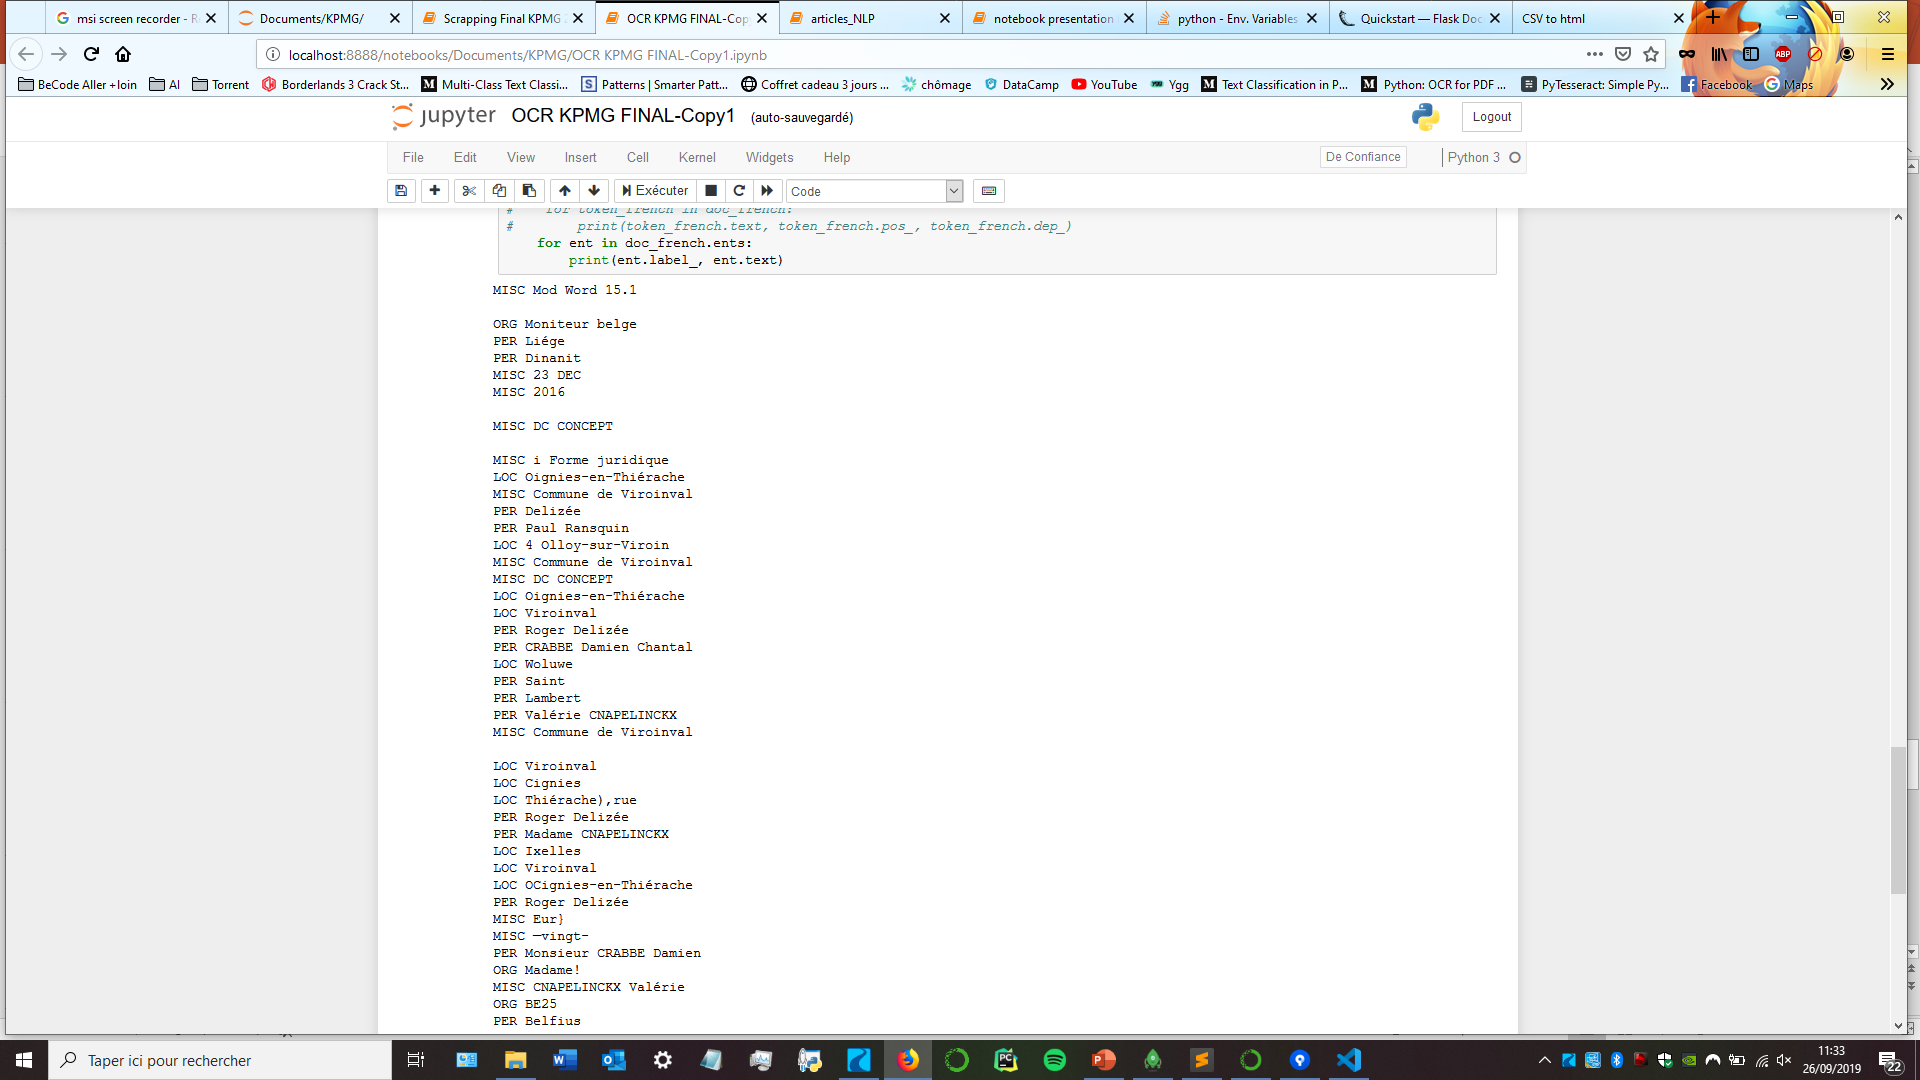 msi screen recorder - R
Documents/KPMG/
Scrapping Final KPMG
OCR KPMG FINAL-Cop
articles_NLP
notebook presentation
python - Env. Variables
Quickstart — Flask Doc
CSV to html
localhost:8888/notebooks/Documents/KPMG/OCR KPMG FINAL-Copy1.ipynb
ABP
BeCode Aller +loin
AI
Torrent
Borderlands 3 Crack St...
Multi-Class Text Classi...
Patterns | Smarter Patt...
Coffret cadeau 3 jours ...
chômage
DataCamp
YouTube
Ygg
Text Classification in P...
Python: OCR for PDF ...
PyTesseract: Simple Py...
Facebook
Maps
jupyter OCR KPMG FINAL-Copy1 (auto-sauvegardé)
Logout
File Edit View Insert Cell Kernel Widgets Help
De Confiance
Python 3
Exécuter
Code
#    for token_french in doc_french:
#        print(token_french.text, token_french.pos_, token_french.dep_)
for ent in doc_french.ents:
print(ent.label_, ent.text)
MISC Mod Word 15.1
ORG Moniteur belge
PER Liége
PER Dinanit
MISC 23 DEC
MISC 2016
MISC DC CONCEPT
MISC i Forme juridique
LOC Oignies-en-Thiérache
MISC Commune de Viroinval
PER Delizée
PER Paul Ransquin
LOC 4 Olloy-sur-Viroin
MISC Commune de Viroinval
MISC DC CONCEPT
LOC Oignies-en-Thiérache
LOC Viroinval
PER Roger Delizée
PER CRABBE Damien Chantal
LOC Woluwe
PER Saint
PER Lambert
PER Valérie CNAPELINCKX
MISC Commune de Viroinval
LOC Viroinval
LOC Cignies
LOC Thiérache),rue
PER Roger Delizée
PER Madame CNAPELINCKX
LOC Ixelles
LOC Viroinval
LOC OCignies-en-Thiérache
PER Roger Delizée
MISC Eur}
MISC —vingt-
PER Monsieur CRABBE Damien
ORG Madame!
MISC CNAPELINCKX Valérie
ORG BE25
PER Belfius
Taper ici pour rechercher
11:33
26/09/2019
22